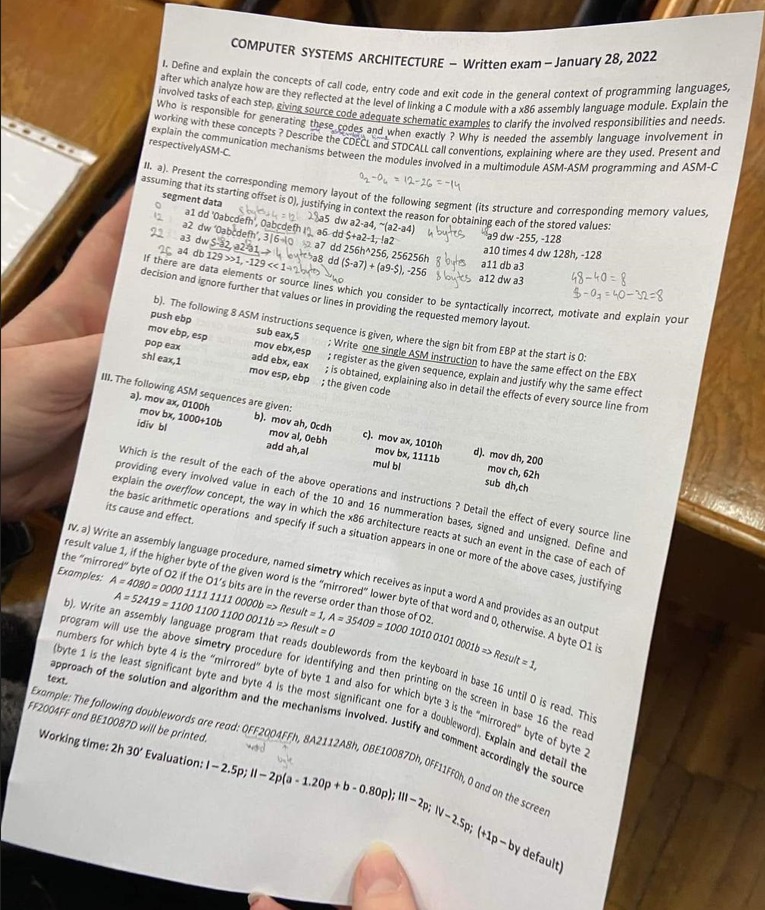 COMPUTER SYSTEMS ARCHITECTURE – Written exam – January 28, 2022
I. Define and explain the concepts of call code, entry code and exit code in the general context of programming languages,
after which analyze how are they reflected at the level of linking a C module with a x86 assembly language module. Explain the
involved tasks of each step, giving source code adequate schematic examples to clarify the involved responsibilities and needs.
Who is responsible for generating these codes and when exactly ? Why is needed the assembly language involvement in
working with these concepts ? Describe the CDECL and STDCALL call conventions, explaining where they are used. Present and
explain the communication mechanisms between the modules involved in a multimodule ASM-ASM programming and ASM-C
respectivelyASM-C.
a2-a4 = 12-26 = -14
II. a). Present the corresponding memory layout of the following segment (its structure and corresponding memory values,
assuming that its starting offset is 0), justifying in context the reason for obtaining each of the stored values:
segment data
0 a1 dd '0abcdefh', 0abcdefh 12 28 a5 dw a2-a4, ~(a2-a4) 4 bytes a9 dw -255, -128
12 a2 dw '0abcdefh', 3|6 10 a6 dd $+a2-1, !a2 a10 times 4 dw 128h, -128
22 a3 dw $-a2, a2-a1 4 bytes 32 a7 dd 256h^256, 256256h 8 bytes a11 db a3
26 a4 db 129 >>1, -129 <<1 2 bytes 40 a8 dd ($-a7) + (a9-$), -256 8 bytes a12 dw a3
48-40=8
$-a7=40-32=8
If there are data elements or source lines which you consider to be syntactically incorrect, motivate and explain your
decision and ignore further that values or lines in providing the requested memory layout.
b). The following 8 ASM instructions sequence is given, where the sign bit from EBP at the start is 0:
push ebp sub eax,5 ; Write one single ASM instruction to have the same effect on the EBX
mov ebp, esp mov ebx,esp ; register as the given sequence, explain and justify why the same effect
pop eax add ebx, eax ; is obtained, explaining also in detail the effects of every source line from
shl eax,1 mov esp, ebp ; the given code
III. The following ASM sequences are given:
a). mov ax, 0100h b). mov ah, 0cdh c). mov ax, 1010h d). mov dh, 200
mov bx, 1000+10b mov al, 0ebh mov bx, 1111b mov ch, 62h
idiv bl add ah,al mul bl sub dh,ch
Which is the result of the each of the above operations and instructions ? Detail the effect of every source line
providing every involved value in each of the 10 and 16 nummeration bases, signed and unsigned. Define and
explain the overflow concept, the way in which the x86 architecture reacts at such an event in the case of each of
the basic arithmetic operations and specify if such a situation appears in one or more of the above cases, justifying
its cause and effect.
IV. a) Write an assembly language procedure, named simetry which receives as input a word A and provides as an output
result value 1, if the higher byte of the given word is the "mirrored" lower byte of that word and 0, otherwise. A byte O1 is
the "mirrored" byte of O2 if the O1's bits are in the reverse order than those of O2.
Examples: A = 4080 = 0000 1111 1111 0000b => Result = 1, A = 35409 = 1000 1010 0101 0001b => Result = 1,
A = 52419 = 1100 1100 1100 0011b => Result = 0
b). Write an assembly language program that reads doublewords from the keyboard in base 16 until 0 is read. This
program will use the above simetry procedure for identifying and then printing on the screen in base 16 the read
numbers for which byte 4 is the "mirrored" byte of byte 1 and also for which byte 3 is the "mirrored" byte of byte 2
(byte 1 is the least significant byte and byte 4 is the most significant one for a doubleword). Explain and detail the
approach of the solution and algorithm and the mechanisms involved. Justify and comment accordingly the source
text.
Example: The following doublewords are read: 0FF2004FFh, 8A2112A8h, 0BE10087Dh, 0FF11FF0h, 0 and on the screen
FF2004FF and BE10087D will be printed.
word byte
Working time: 2h 30' Evaluation: I – 2.5p; II – 2p(a - 1.20p + b - 0.80p); III – 2p; IV – 2.5p; (+1p – by default)